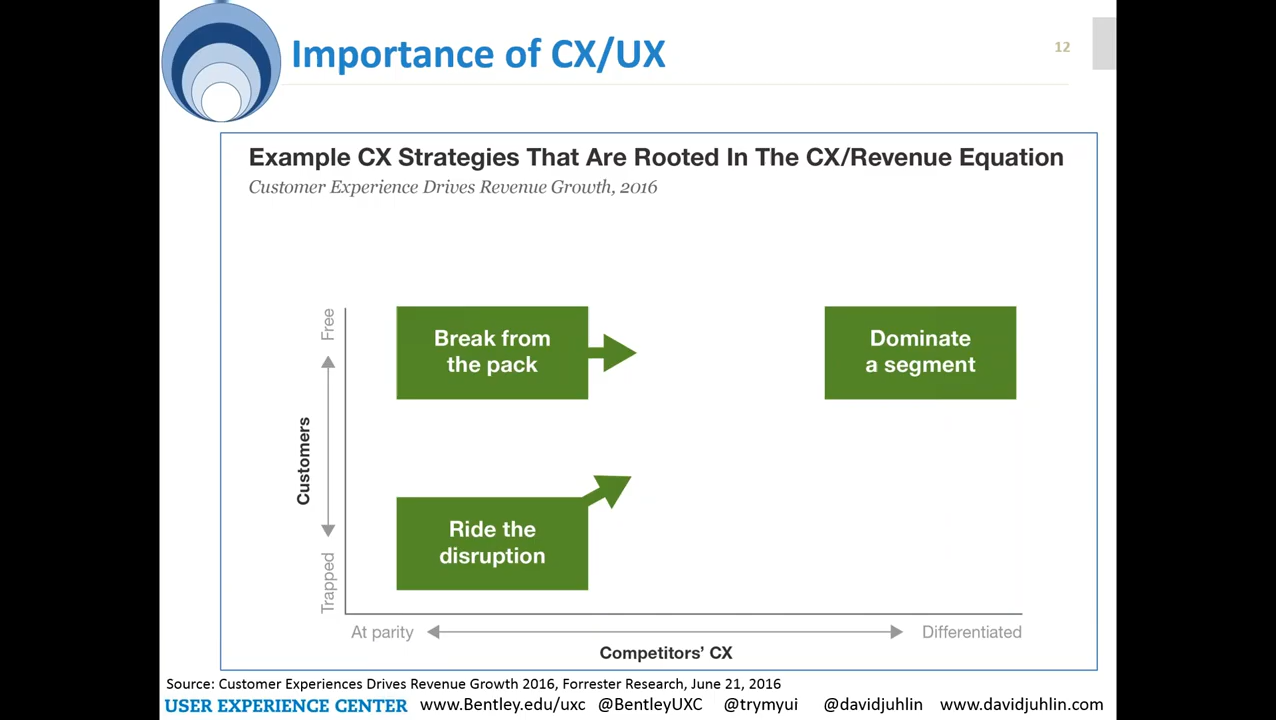 Importance of CX/UX
12
Example CX Strategies That Are Rooted In The CX/Revenue Equation
Customer Experience Drives Revenue Growth, 2016
Free
Customers
Trapped
Break from
the pack
Dominate
a segment
Ride the
disruption
At parity
Differentiated
Competitors’ CX
Source: Customer Experiences Drives Revenue Growth 2016, Forrester Research, June 21, 2016
USER EXPERIENCE CENTER www.Bentley.edu/uxc @BentleyUXC @trymyui @davidjuhlin www.davidjuhlin.com